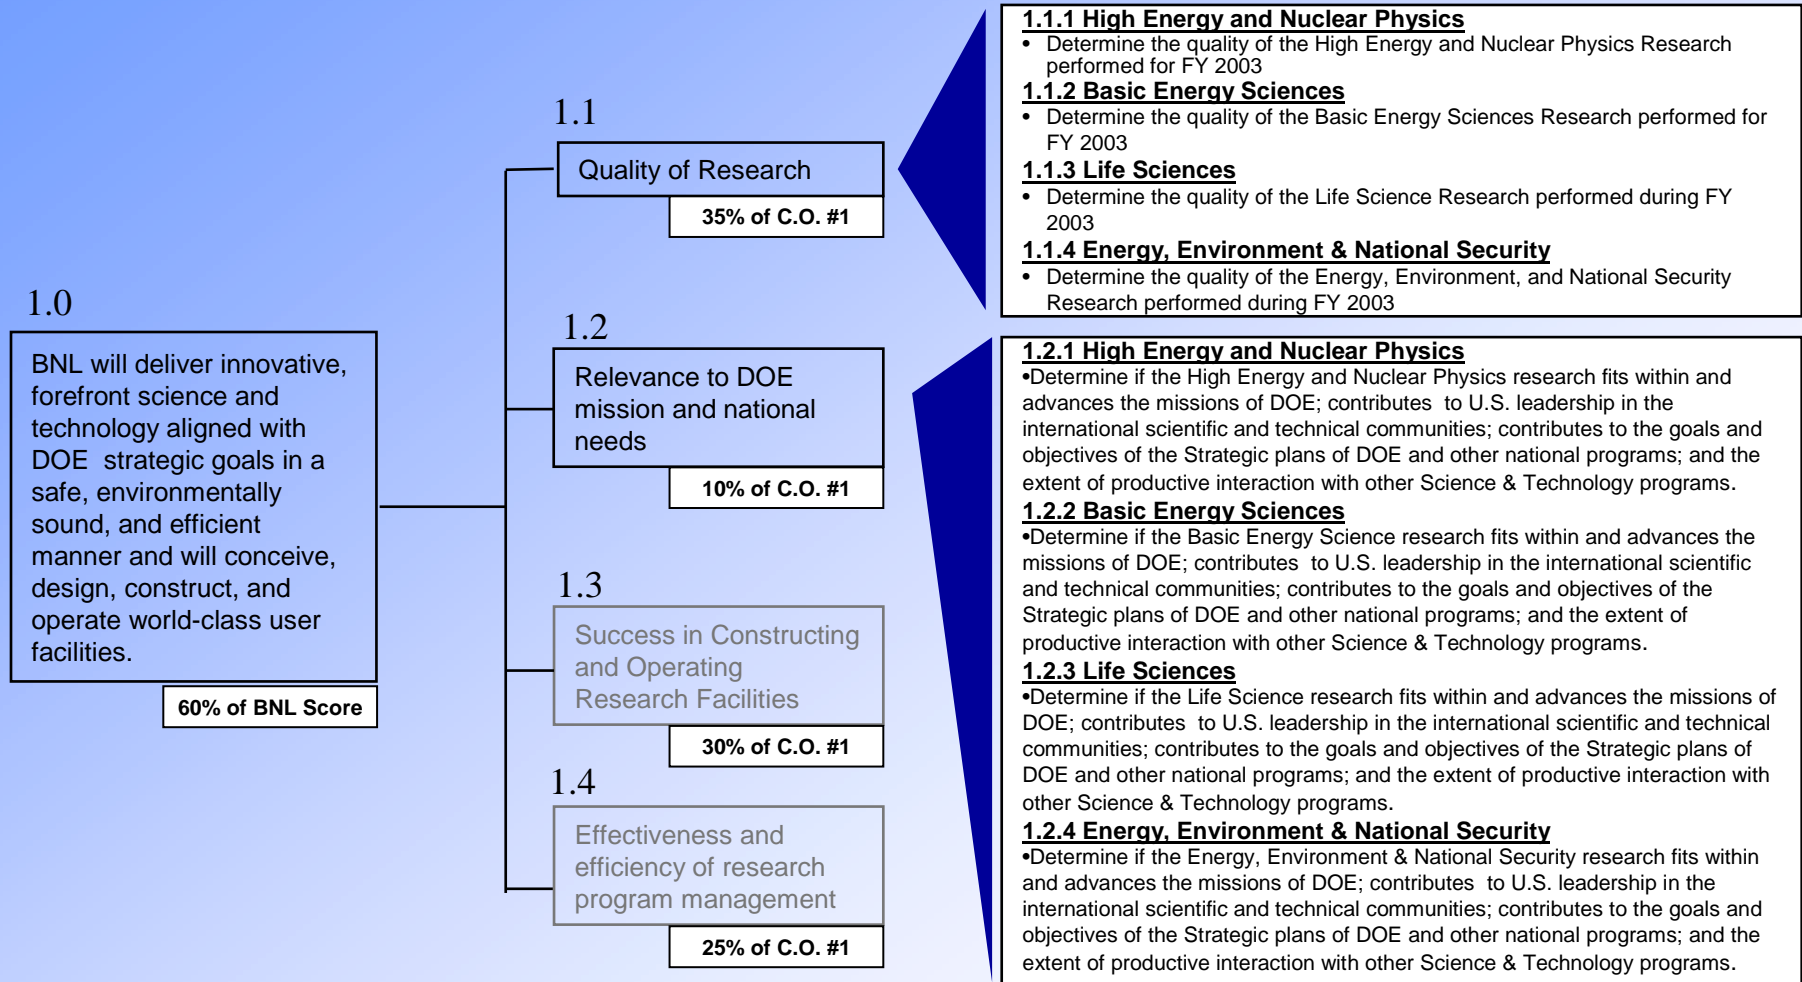 1.0
BNL will deliver innovative,
forefront science and
technology aligned with
DOE  strategic goals in a
safe, environmentally
sound, and efficient
manner and will conceive,
design, construct, and
operate world-class user
facilities.
60% of BNL Score
1.1
Quality of Research
35% of C.O. #1
1.2
Relevance to DOE
mission and national
needs
10% of C.O. #1
1.3
Success in Constructing
and Operating
Research Facilities
30% of C.O. #1
1.4
Effectiveness and
efficiency of research
program management
25% of C.O. #1
1.1.1 High Energy and Nuclear Physics
• Determine the quality of the High Energy and Nuclear Physics Research
performed for FY 2003
1.1.2 Basic Energy Sciences
• Determine the quality of the Basic Energy Sciences Research performed for
FY 2003
1.1.3 Life Sciences
• Determine the quality of the Life Science Research performed during FY
2003
1.1.4 Energy, Environment & National Security
• Determine the quality of the Energy, Environment, and National Security
Research performed during FY 2003
1.2.1 High Energy and Nuclear Physics
•Determine if the High Energy and Nuclear Physics research fits within and
advances the missions of DOE; contributes  to U.S. leadership in the
international scientific and technical communities; contributes to the goals and
objectives of the Strategic plans of DOE and other national programs; and the
extent of productive interaction with other Science & Technology programs.
1.2.2 Basic Energy Sciences
•Determine if the Basic Energy Science research fits within and advances the
missions of DOE; contributes  to U.S. leadership in the international scientific
and technical communities; contributes to the goals and objectives of the
Strategic plans of DOE and other national programs; and the extent of
productive interaction with other Science & Technology programs.
1.2.3 Life Sciences
•Determine if the Life Science research fits within and advances the missions of
DOE; contributes  to U.S. leadership in the international scientific and technical
communities; contributes to the goals and objectives of the Strategic plans of
DOE and other national programs; and the extent of productive interaction with
other Science & Technology programs.
1.2.4 Energy, Environment & National Security
•Determine if the Energy, Environment & National Security research fits within
and advances the missions of DOE; contributes  to U.S. leadership in the
international scientific and technical communities; contributes to the goals and
objectives of the Strategic plans of DOE and other national programs; and the
extent of productive interaction with other Science & Technology programs.